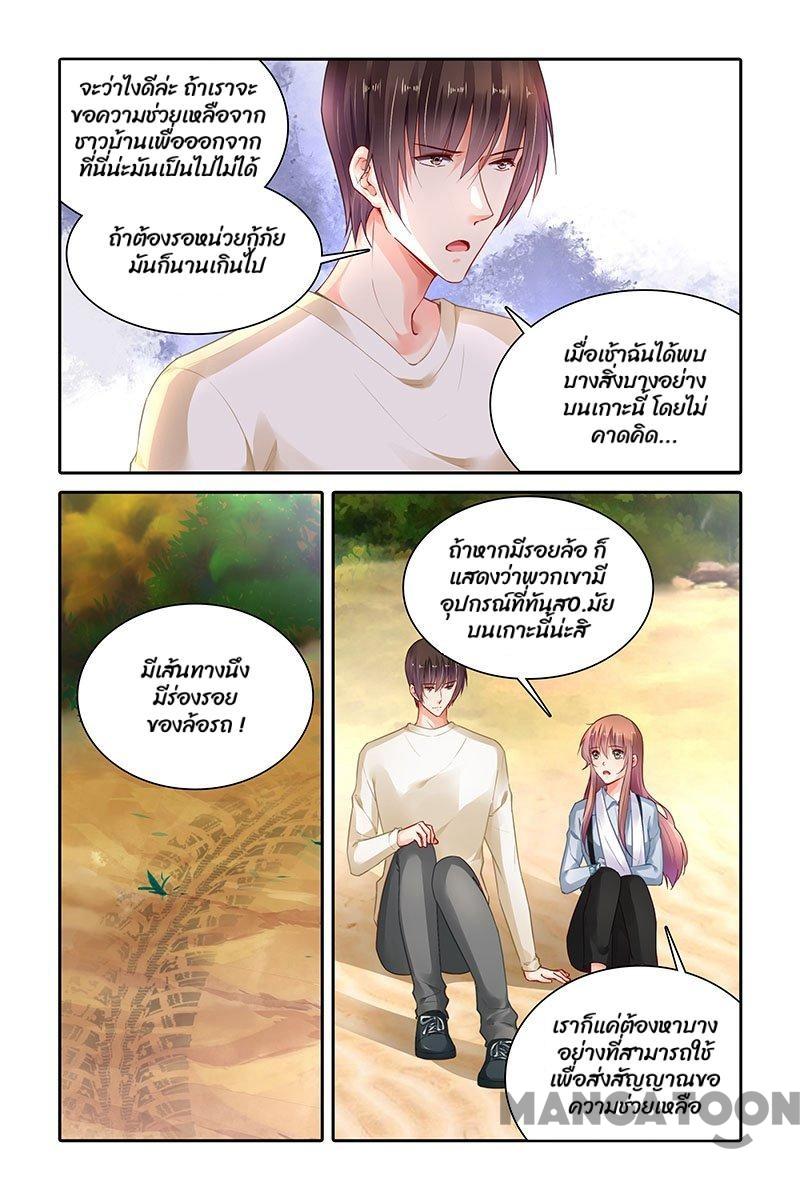 จะว่าไงดีล่ะ ถ้าเราจะ
ขอความช่วยเหลือจาก
ชาวบ้านเพื่อออกจาก
ที่นี่น่ะมันเป็นไปไม่ได้
ถ้าต้องรอหน่วยกู้ภัย
มันก็นานเกินไป
เมื่อเช้าฉันได้พบ
บางสิ่งบางอย่าง
บนเกาะนี้ โดยไม่
คาดคิด...
มีเส้นทางนึง
มีร่องรอย
ของล้อรถ !
ถ้าหากมีรอยล้อ ก็
แสดงว่าพวกเขามี
อุปกรณ์ที่ทันส0.มัย
บนเกาะนี้น่ะสิ
เราก็แค่ต้องหาบาง
อย่างที่สามารถใช้
เพื่อส่งสัญญาณขอ
ความช่วยเหลือ
MANGATOON